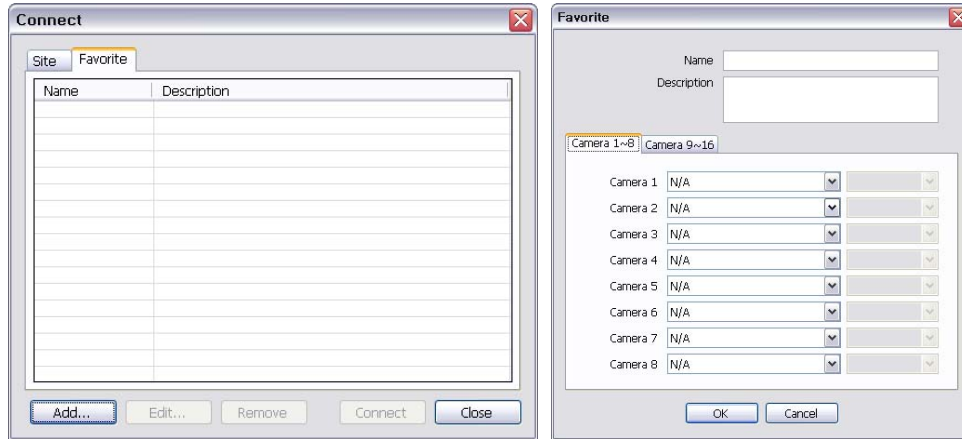 Connect
Site Favorite
Name Description
Add... Edit... Remove Connect Close
Favorite
Name
Description
Camera 1~8 Camera 9~16
Camera 1 N/A
Camera 2 N/A
Camera 3 N/A
Camera 4 N/A
Camera 5 N/A
Camera 6 N/A
Camera 7 N/A
Camera 8 N/A
OK Cancel